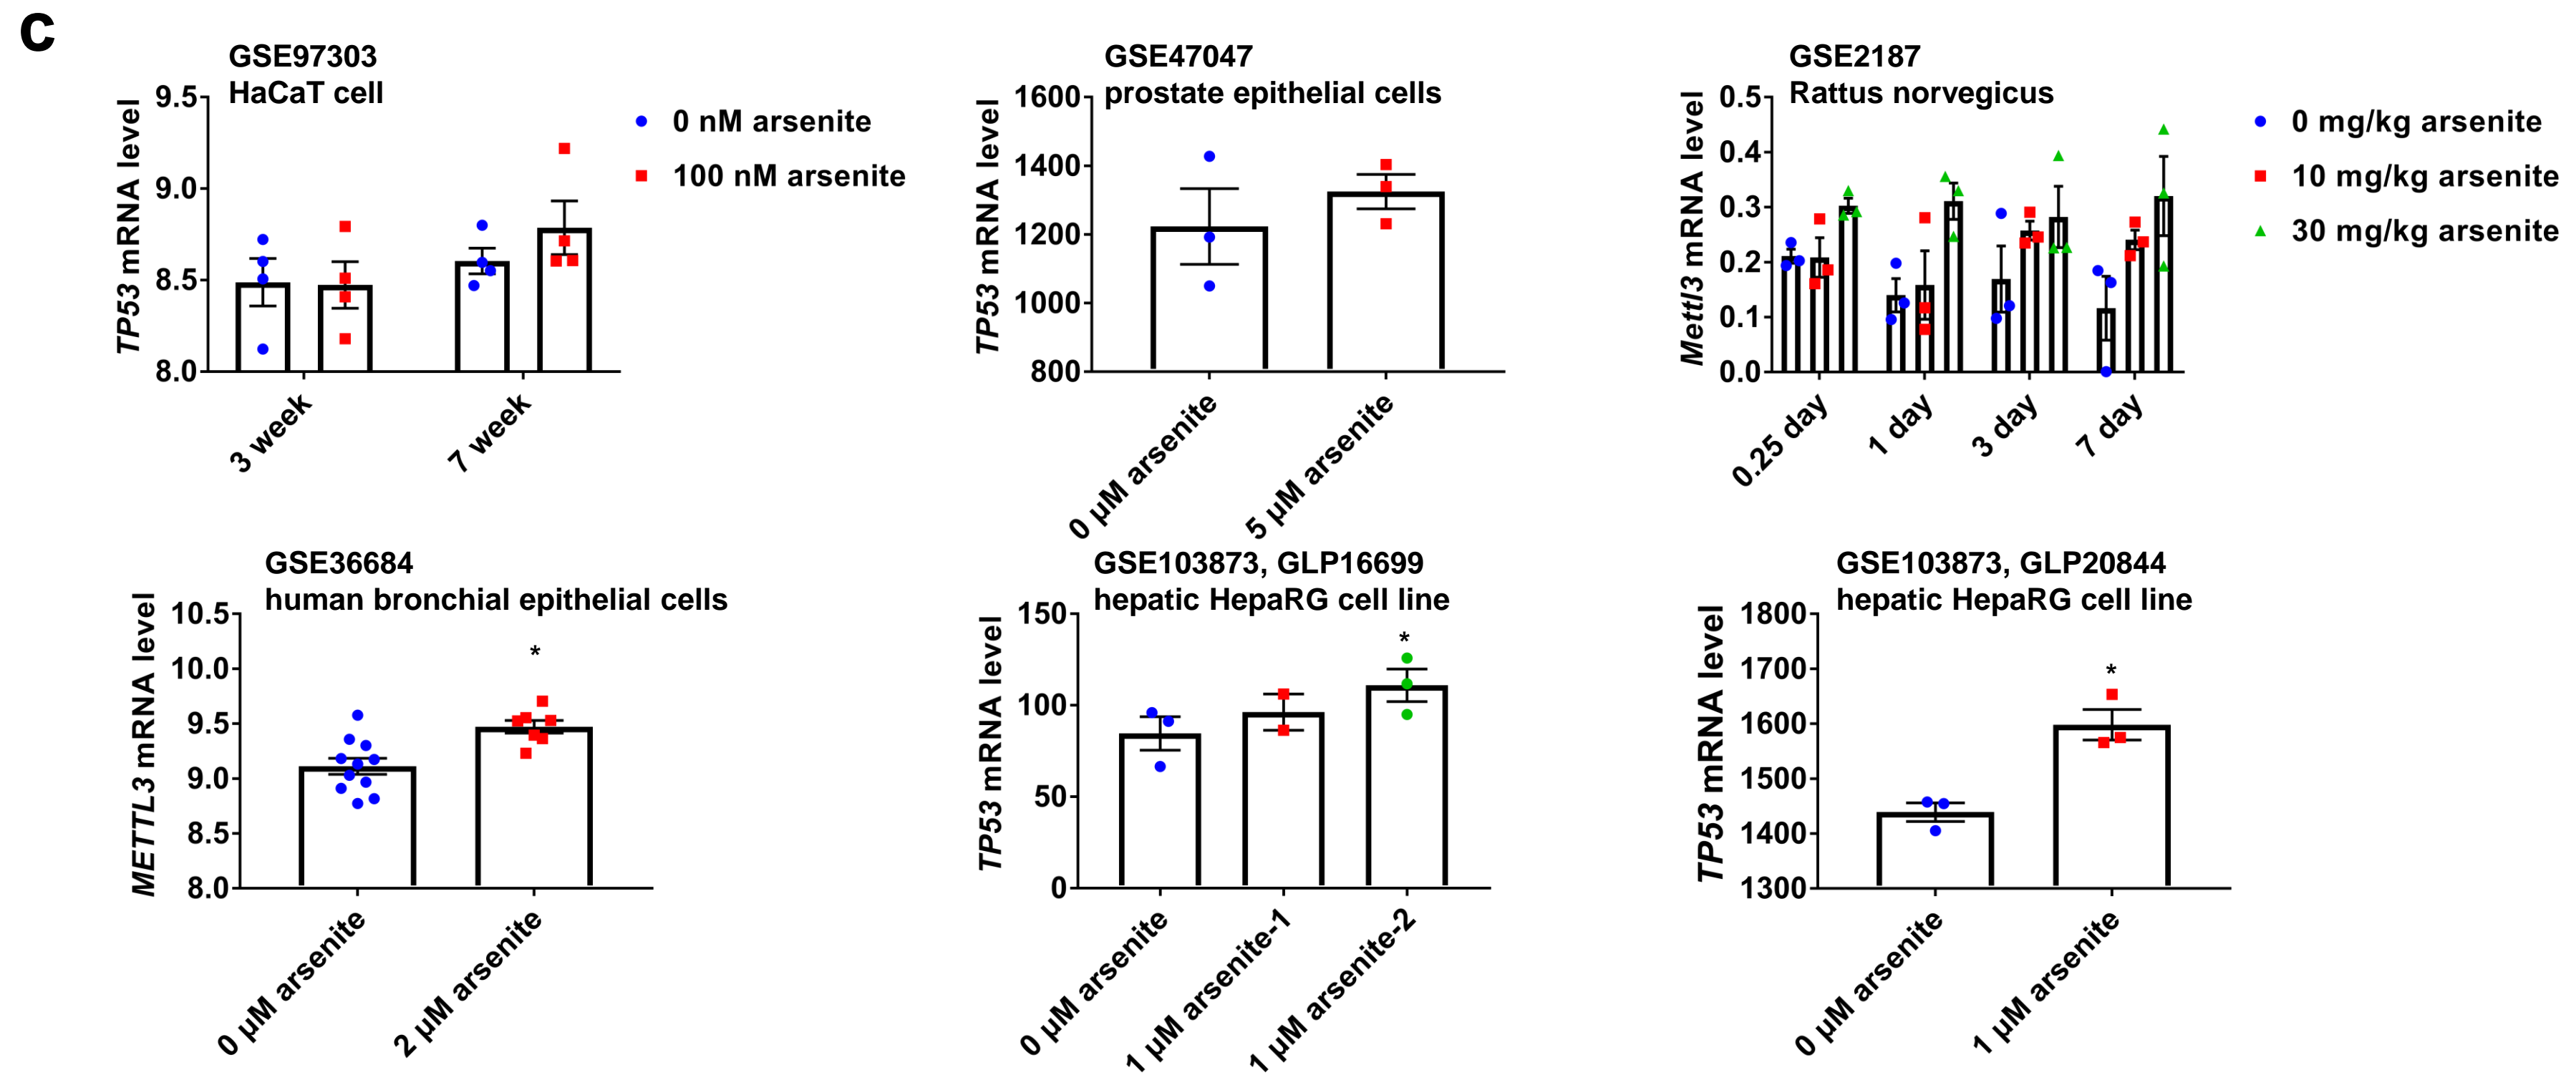 c
GSE97303
HaCaT cell
TP53 mRNA level
9.5
9.0
8.5
8.0
3 week
7 week
0 nM arsenite
100 nM arsenite
GSE47047
prostate epithelial cells
TP53 mRNA level
1600
1400
1200
1000
800
0 µM arsenite
5 µM arsenite
GSE2187
Rattus norvegicus
Mettl3 mRNA level
0.5
0.4
0.3
0.2
0.1
0.0
0.25 day
1 day
3 day
7 day
0 mg/kg arsenite
10 mg/kg arsenite
30 mg/kg arsenite
GSE36684
human bronchial epithelial cells
METTL3 mRNA level
10.5
10.0
9.5
9.0
8.5
8.0
*
0 µM arsenite
2 µM arsenite
GSE103873, GLP16699
hepatic HepaRG cell line
TP53 mRNA level
150
100
50
0
*
0 µM arsenite
1 µM arsenite-1
1 µM arsenite-2
GSE103873, GLP20844
hepatic HepaRG cell line
TP53 mRNA level
1800
1700
1600
1500
1400
1300
*
0 µM arsenite
1 µM arsenite